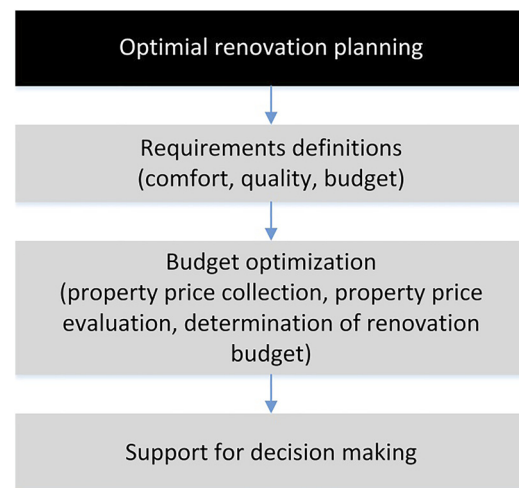 Optimial renovation planning
Requirements definitions
(comfort, quality, budget)
Budget optimization
(property price collection, property price
evaluation, determination of renovation
budget)
Support for decision making